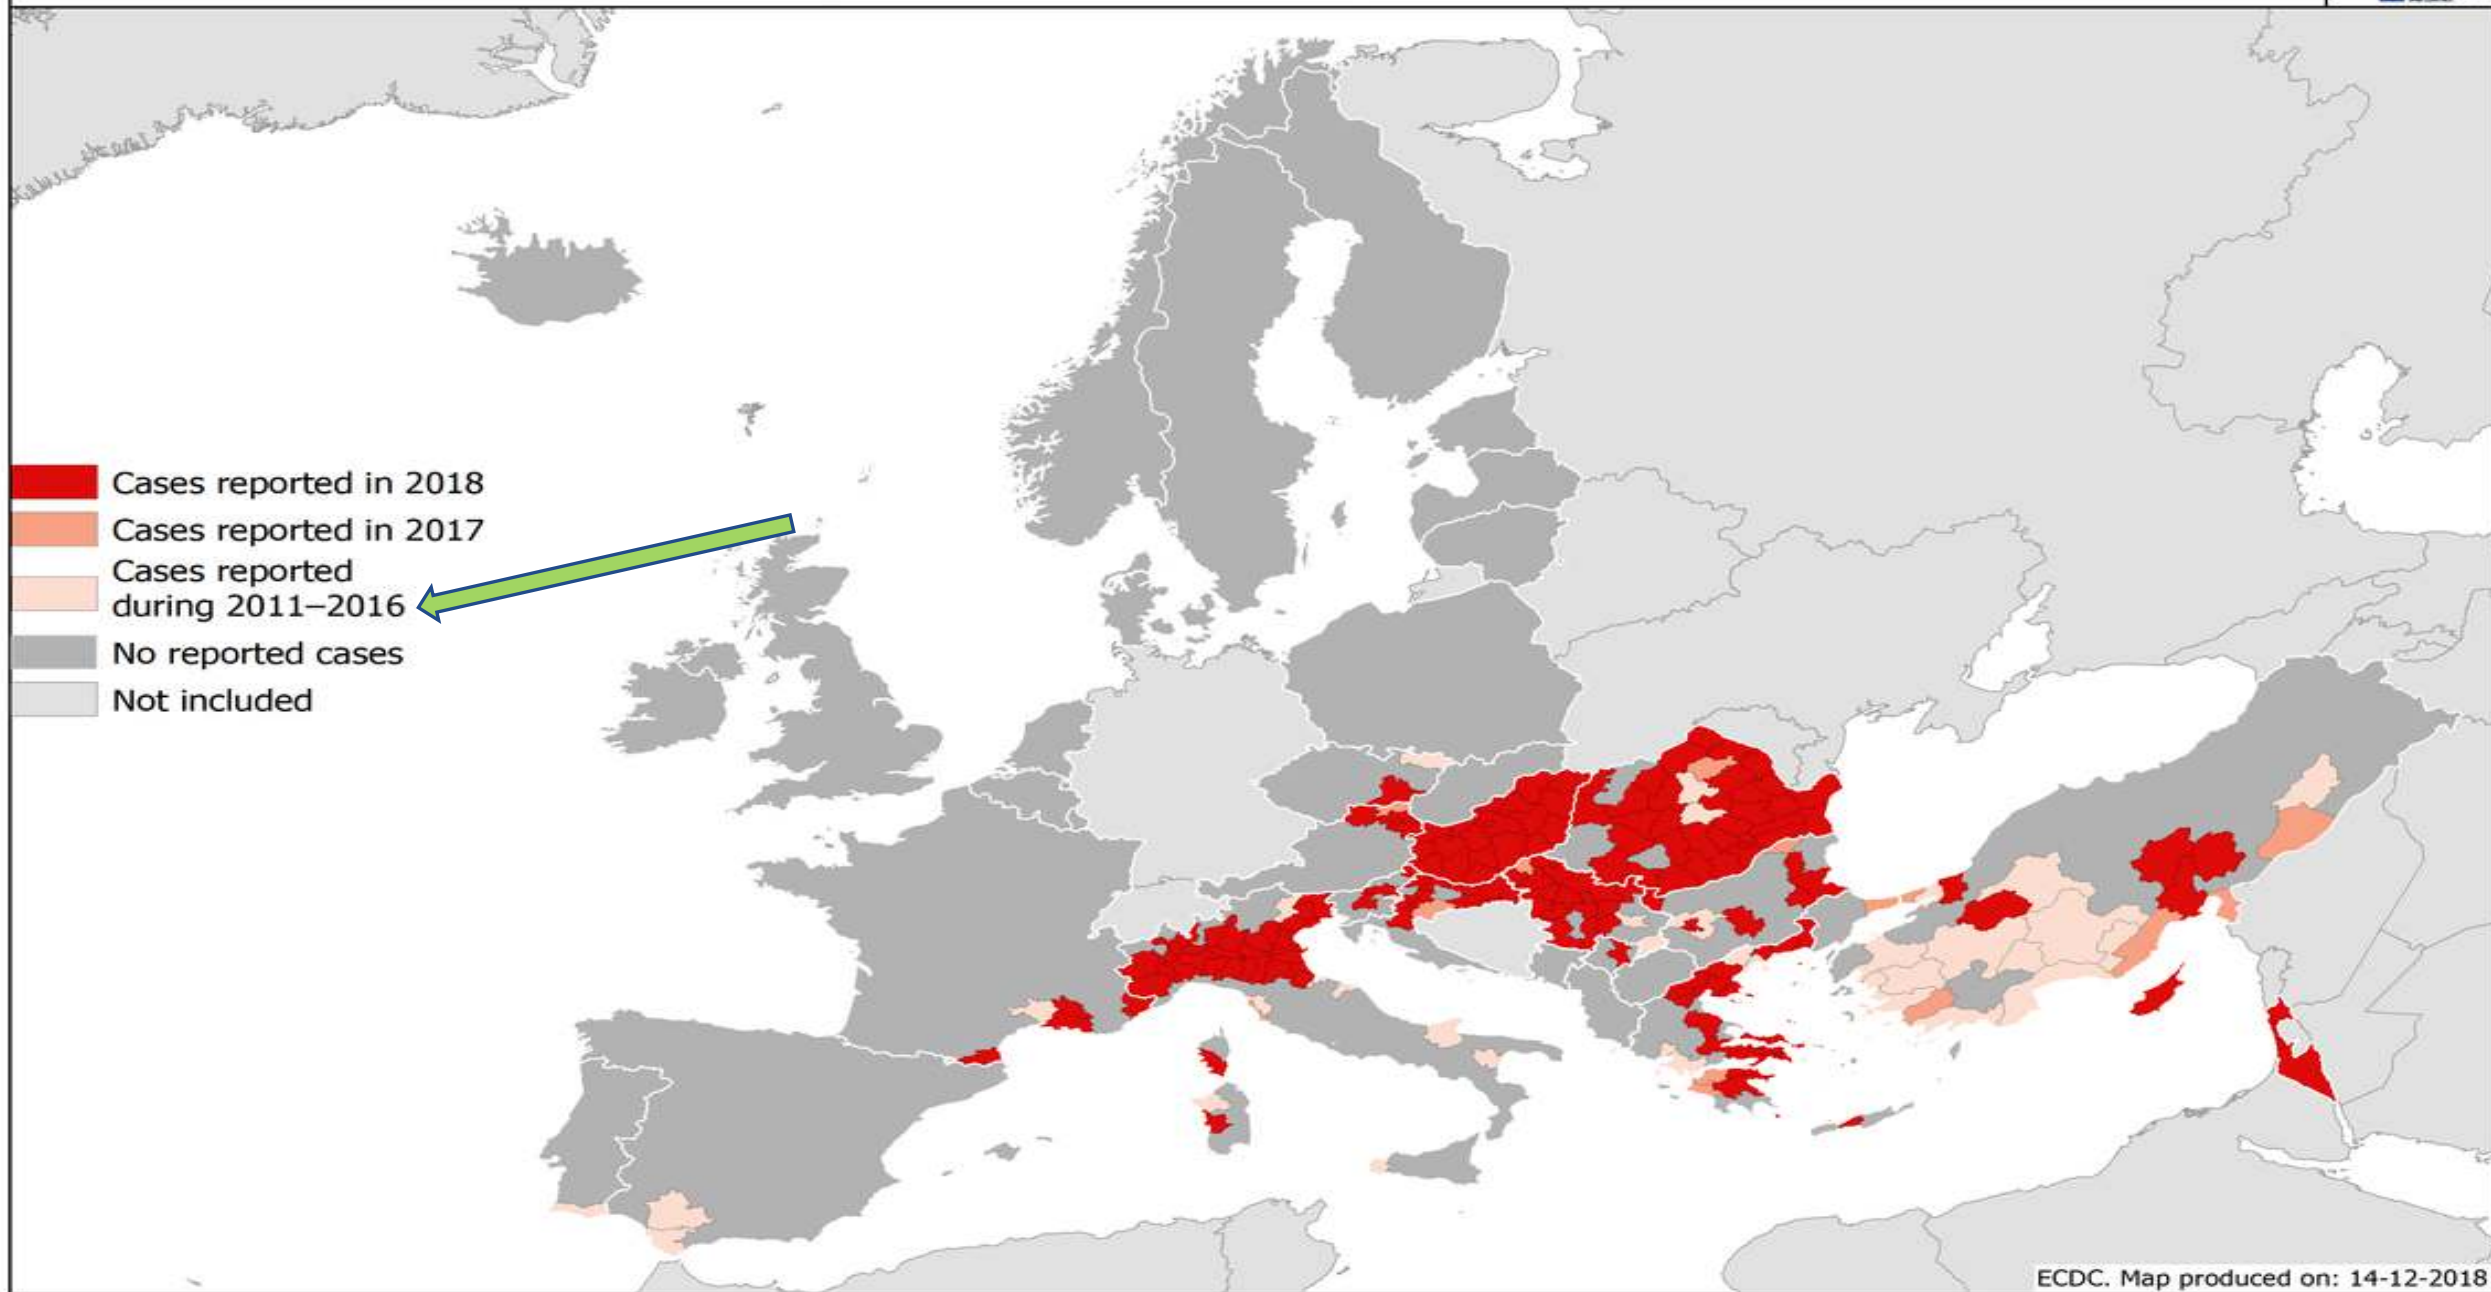 Cases reported in 2018
Cases reported in 2017
Cases reported
during 2011–2016
No reported cases
Not included
ECDC. Map produced on: 14-12-2018